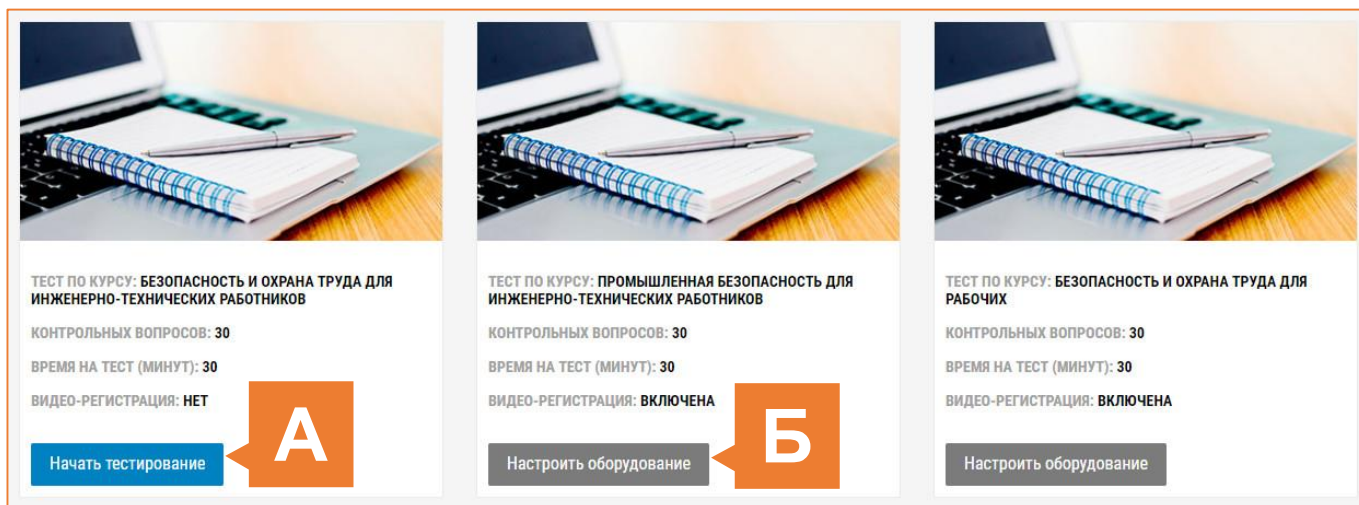 ТЕСТ ПО КУРСУ: БЕЗОПАСНОСТЬ И ОХРАНА ТРУДА ДЛЯ
ИНЖЕНЕРНО-ТЕХНИЧЕСКИХ РАБОТНИКОВ
КОНТРОЛЬНЫХ ВОПРОСОВ: 30
ВРЕМЯ НА ТЕСТ (МИНУТ): 30
ВИДЕО-РЕГИСТРАЦИЯ: НЕТ
Начать тестирование
А
ТЕСТ ПО КУРСУ: ПРОМЫШЛЕННАЯ БЕЗОПАСНОСТЬ ДЛЯ
ИНЖЕНЕРНО-ТЕХНИЧЕСКИХ РАБОТНИКОВ
КОНТРОЛЬНЫХ ВОПРОСОВ: 30
ВРЕМЯ НА ТЕСТ (МИНУТ): 30
ВИДЕО-РЕГИСТРАЦИЯ: ВКЛЮЧЕНА
Настроить оборудование
Б
ТЕСТ ПО КУРСУ: БЕЗОПАСНОСТЬ И ОХРАНА ТРУДА ДЛЯ
РАБОЧИХ
КОНТРОЛЬНЫХ ВОПРОСОВ: 30
ВРЕМЯ НА ТЕСТ (МИНУТ): 30
ВИДЕО-РЕГИСТРАЦИЯ: ВКЛЮЧЕНА
Настроить оборудование